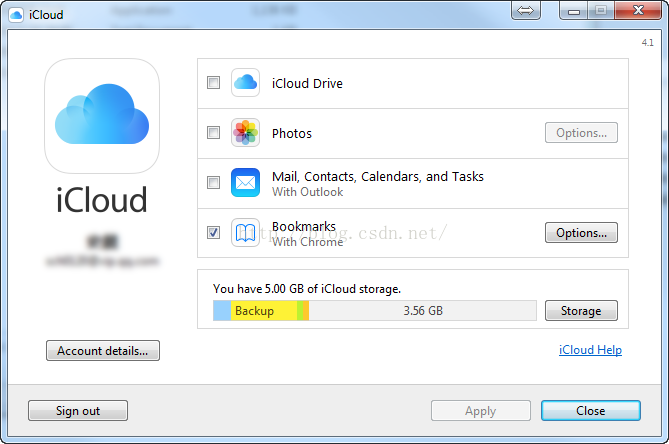 iCloud
4.1
iCloud Drive
Photos
Options...
Mail, Contacts, Calendars, and Tasks
With Outlook
iCloud
Bookmarks
With Chrome
Options...
http://blog.csdn.net/
You have 5.00 GB of iCloud storage.
Backup
3.56 GB
Storage
Account details...
iCloud Help
Sign out
Apply
Close